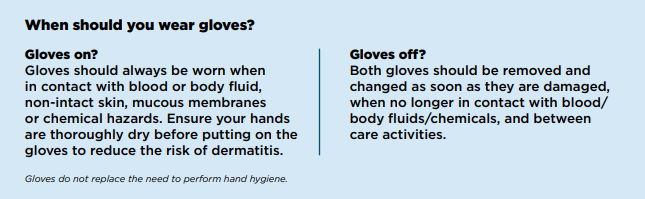 When should you wear gloves?
Gloves on?
Gloves should always be worn when
in contact with blood or body fluid,
non-intact skin, mucous membranes
or chemical hazards. Ensure your hands
are thoroughly dry before putting on the
gloves to reduce the risk of dermatitis.
Gloves off?
Both gloves should be removed and
changed as soon as they are damaged,
when no longer in contact with blood/
body fluids/chemicals, and between
care activities.
Gloves do not replace the need to perform hand hygiene.